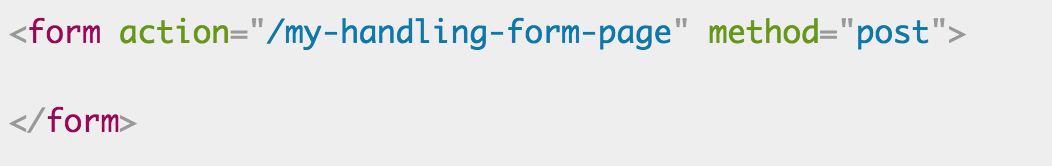 <form action="/my-handling-form-page" method="post">
</form>